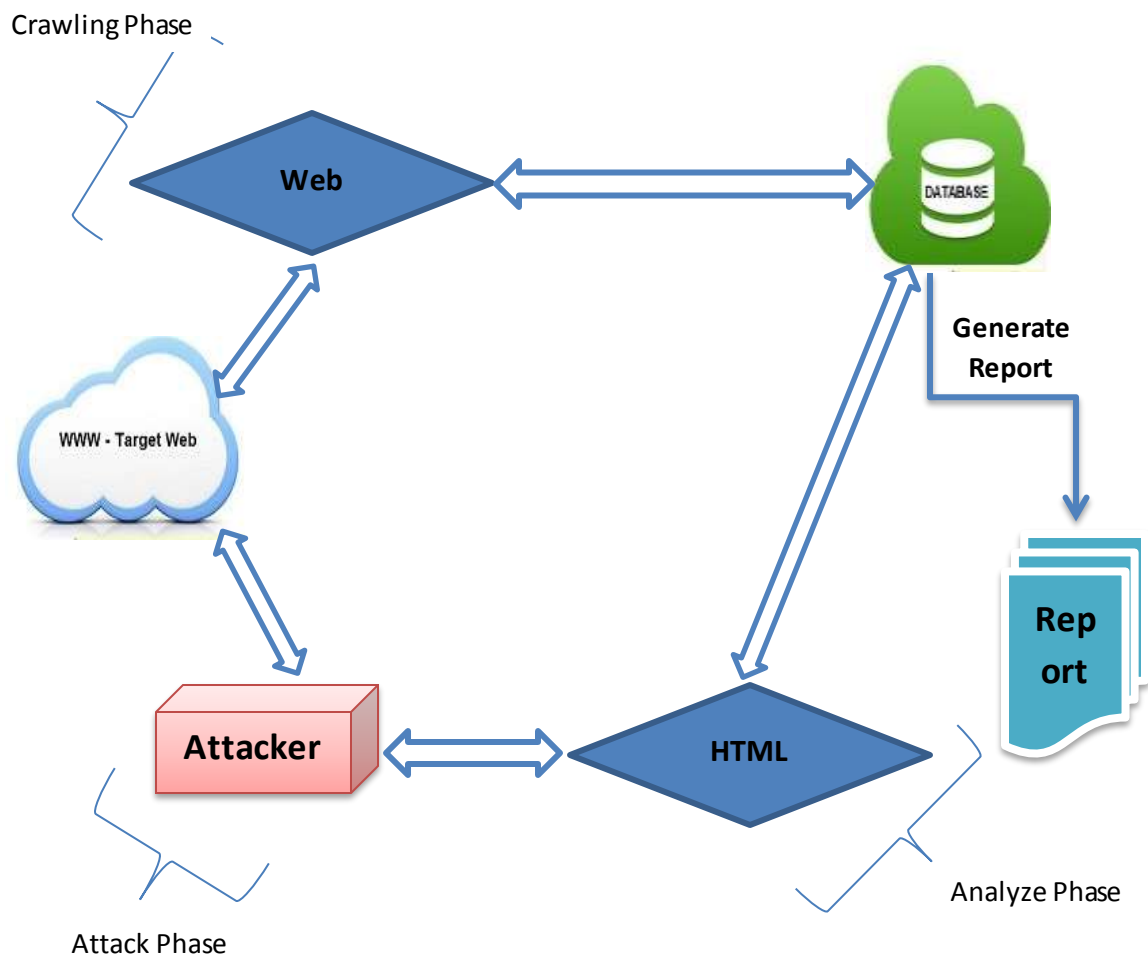 Crawling Phase
Web
DATABASE
Generate
Report
WWW - Target Web
Rep
ort
Attacker
HTML
Analyze Phase
Attack Phase